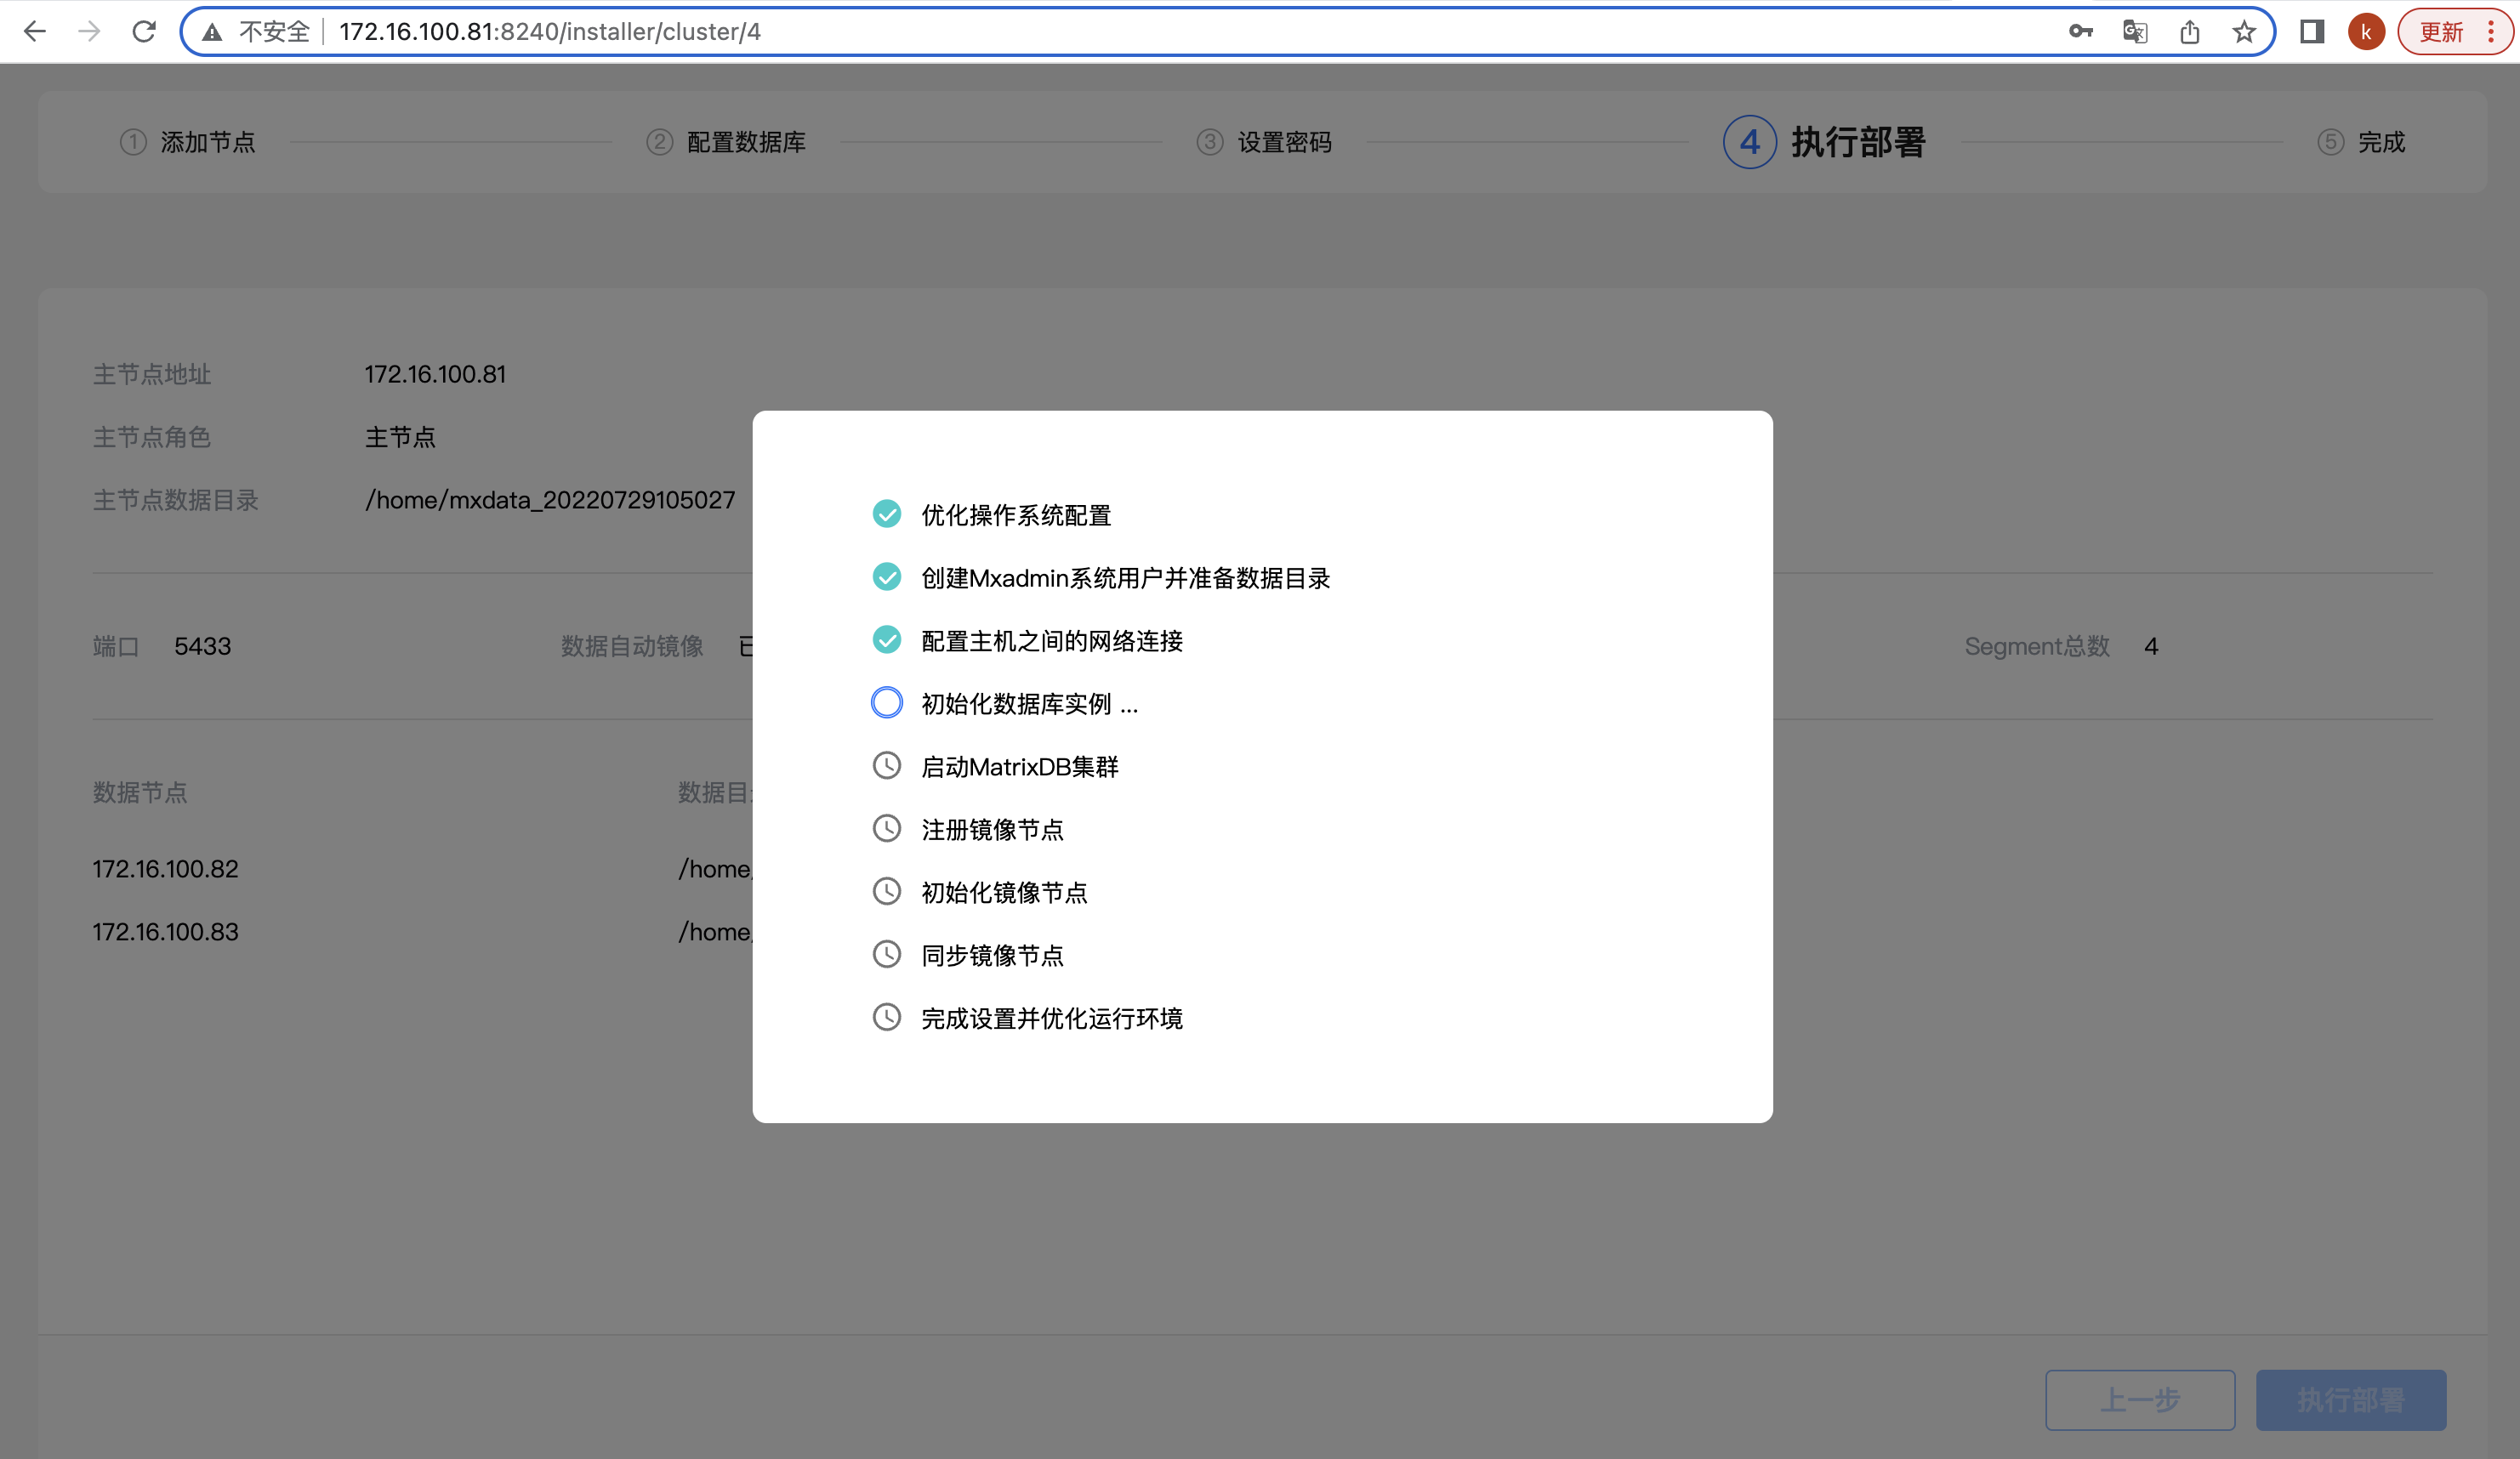 不安全 172.16.100.81:8240/installer/cluster/4 k 更新
1 添加节点 2 配置数据库 3 设置密码 4 执行部署 5 完成
主节点地址 172.16.100.81
主节点角色 主节点
主节点数据目录 /home/mxdata_20220729105027
优化操作系统配置
创建Mxadmin系统用户并准备数据目录
配置主机之间的网络连接
初始化数据库实例 ...
启动MatrixDB集群
注册镜像节点
初始化镜像节点
同步镜像节点
完成设置并优化运行环境
端口 5433 数据自动镜像 Segment总数 4
数据节点 数据目
172.16.100.82 /home
172.16.100.83 /home
上一步 执行部署